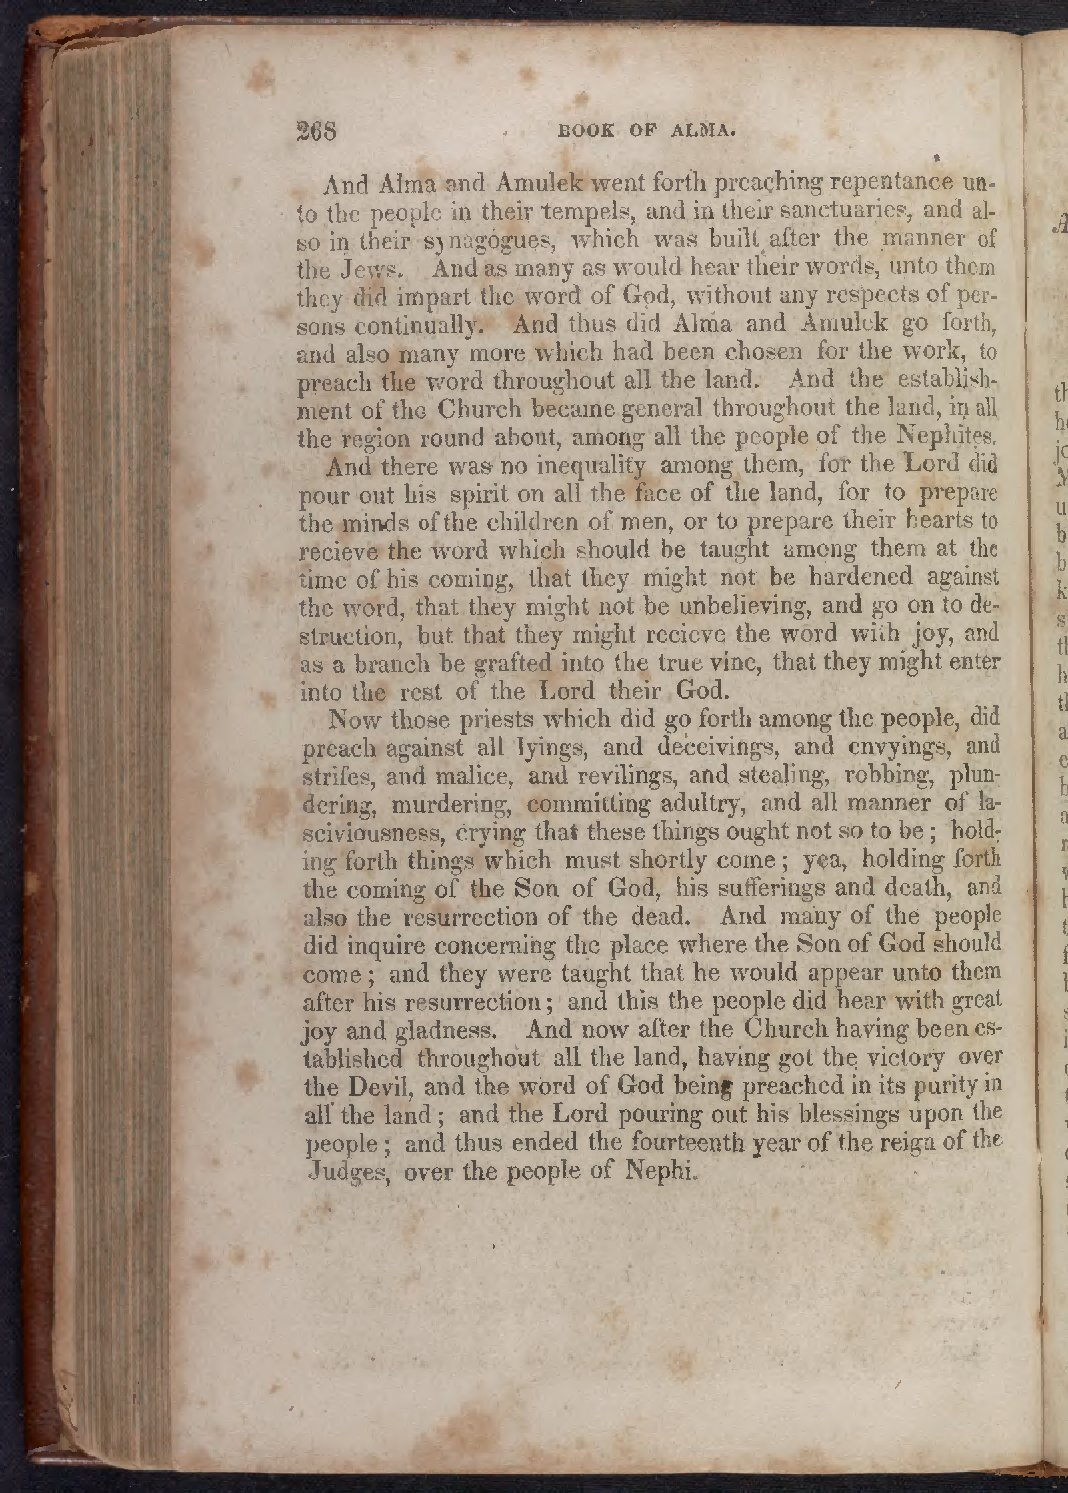 268
BOOK OF ALMA.
And Alma and Amulek went forth preaching repentance un-
to the people in their tempels, and in their sanctuaries, and al-
so in their synagogues, which was built after the manner of
the Jews. And as many as would hear their words, unto them
they did impart the word of God, without any respects of per-
sons continually. And thus did Alma and Amulek go forth,
and also many more which had been chosen for the work, to
preach the word throughout all the land. And the establish-
ment of the Church became general throughout the land, in all
the region round about, among all the people of the Nephites.
And there was no inequality among them, for the Lord did
pour out his spirit on all the face of the land, for to prepare
the minds of the children of men, or to prepare their hearts to
recieve the word which should be taught among them at the
time of his coming, that they might not be hardened against
the word, that they might not be unbelieving, and go on to de-
struction, but that they might recieve the word with joy, and
as a branch be grafted into the true vine, that they might enter
into the rest of the Lord their God.
Now those priests which did go forth among the people, did
preach against all lyings, and deceivings, and envyings, and
strifes, and malice, and revilings, and stealing, robbing, plun-
dering, murdering, committing adultry, and all manner of la-
sciviousness, crying that these things ought not so to be; hold-
ing forth things which must shortly come; yea, holding forth
the coming of the Son of God, his sufferings and death, and
also the resurrection of the dead. And many of the people
did inquire concerning the place where the Son of God should
come; and they were taught that he would appear unto them
after his resurrection; and this the people did hear with great
joy and gladness. And now after the Church having been es-
tablished throughout all the land, having got the victory over
the Devil, and the word of God being preached in its purity in
all the land; and the Lord pouring out his blessings upon the
people; and thus ended the fourteenth year of the reign of the
Judges, over the people of Nephi.